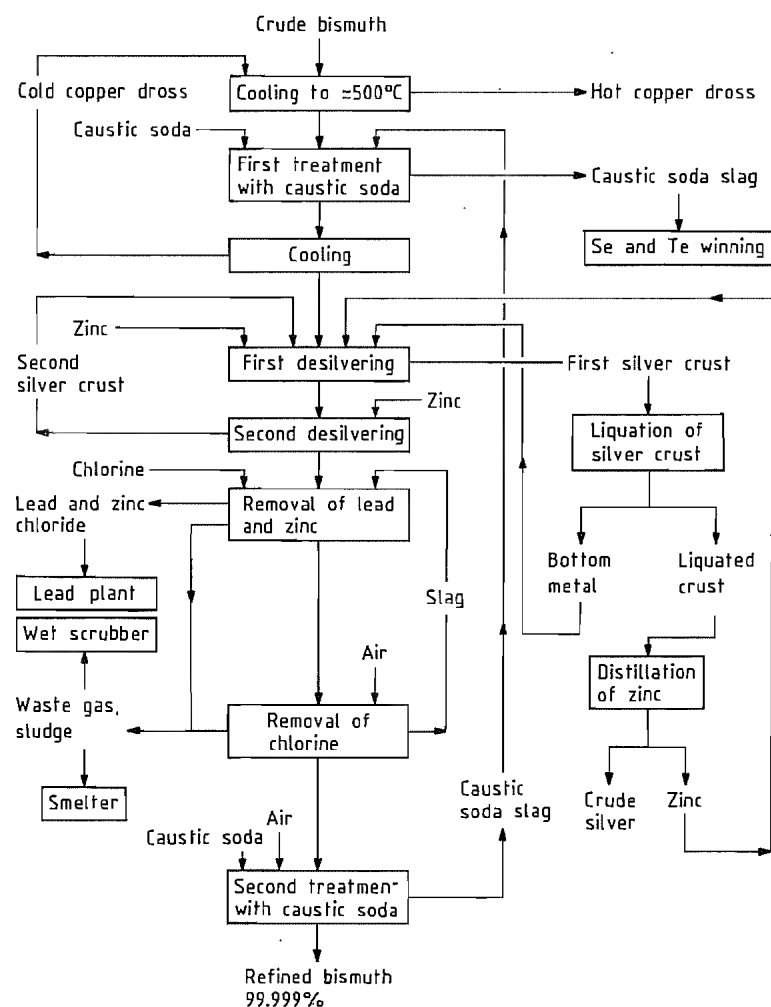 Crude bismuth
Cold copper dross
Cooling to ≈500°C
Hot copper dross
Caustic soda
First treatment
with caustic soda
Caustic soda slag
Se and Te winning
Cooling
Zinc
Second
silver crust
First desilvering
First silver crust
Zinc
Second desilvering
Liquation of
silver crust
Chlorine
Lead and zinc
chloride
Removal of lead
and zinc
Bottom
metal
Liquated
crust
Lead plant
Slag
Wet scrubber
Air
Distillation
of zinc
Waste gas,
sludge
Removal of
chlorine
Smelter
Caustic
soda slag
Crude
silver
Zinc
Air
Caustic soda
Second treatment
with caustic soda
Refined bismuth
99.999%